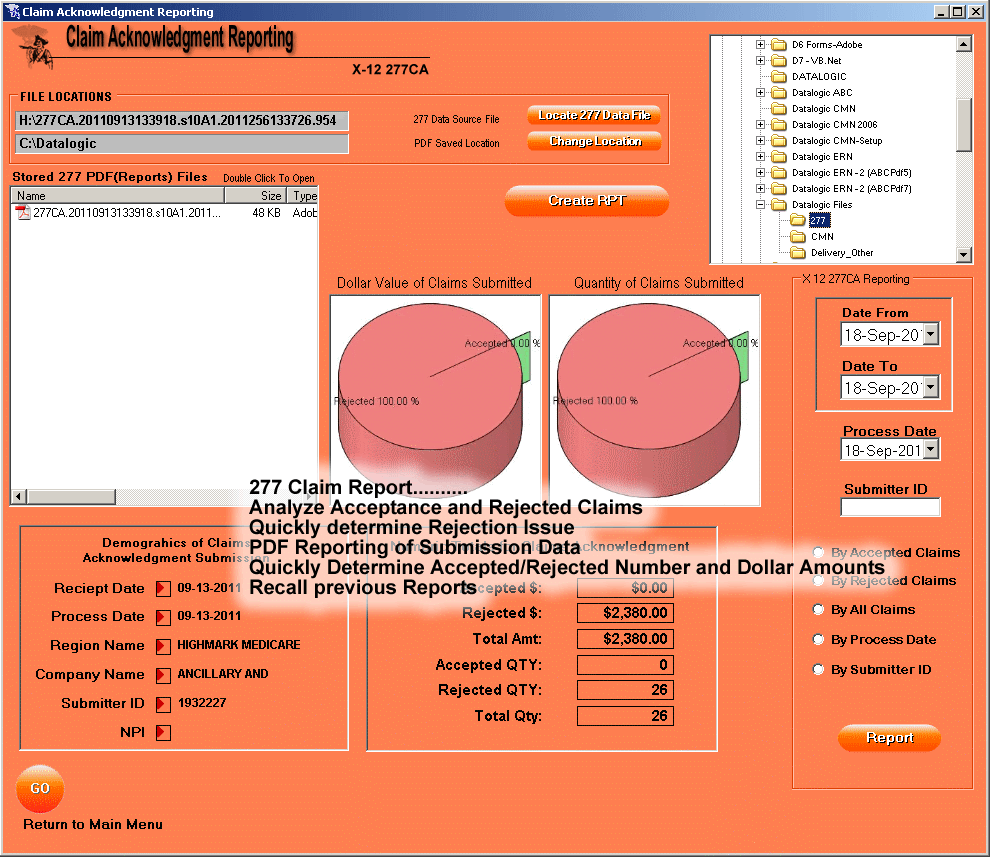 Claim Acknowledgment Reporting
Claim Acknowledgment Reporting
X-12 277CA
FILE LOCATIONS
H:\277CA.20110913133918.s10A1.2011256133726.954
277 Data Source File
Locate 277 Data File
C:\Datalogic
PDF Saved Location
Change Location
Stored 277 PDF(Reports) Files
Double Click To Open
Name Size Type
277CA.20110913133918.s10A1.2011... 48 KB Adob
Create RPT
D6 Forms-Adobe
D7 - VB.Net
DATALOGIC
Datalogic ABC
Datalogic CMN
Datalogic CMN 2006
Datalogic CMN-Setup
Datalogic ERN
Datalogic ERN - 2 (ABCPdf5)
Datalogic ERN - 2 (ABCPdf7)
Datalogic Files
277
CMN
Delivery_Other
Dollar Value of Claims Submitted
Accepted 0.00 %
Rejected 100.00 %
Quantity of Claims Submitted
Accepted 0.00 %
Rejected 100.00 %
X 12 277CA Reporting
Date From
18-Sep-201
Date To
18-Sep-201
Process Date
18-Sep-201
Submitter ID
By Accepted Claims
By Rejected Claims
By All Claims
By Process Date
By Submitter ID
Report
277 Claim Report..........
Analyze Acceptance and Rejected Claims
Quickly determine Rejection Issue
PDF Reporting of Submission Data
Quickly Determine Accepted/Rejected Number and Dollar Amounts
Recall previous Reports
Demograhics of Claims
Acknowledgment Submission
Reciept Date 09-13-2011
Process Date 09-13-2011
Region Name HIGHMARK MEDICARE
Company Name ANCILLARY AND
Submitter ID 1932227
NPI
Acknowledgment
Accepted $: $0.00
Rejected $: $2,380.00
Total Amt: $2,380.00
Accepted QTY: 0
Rejected QTY: 26
Total Qty: 26
GO
Return to Main Menu